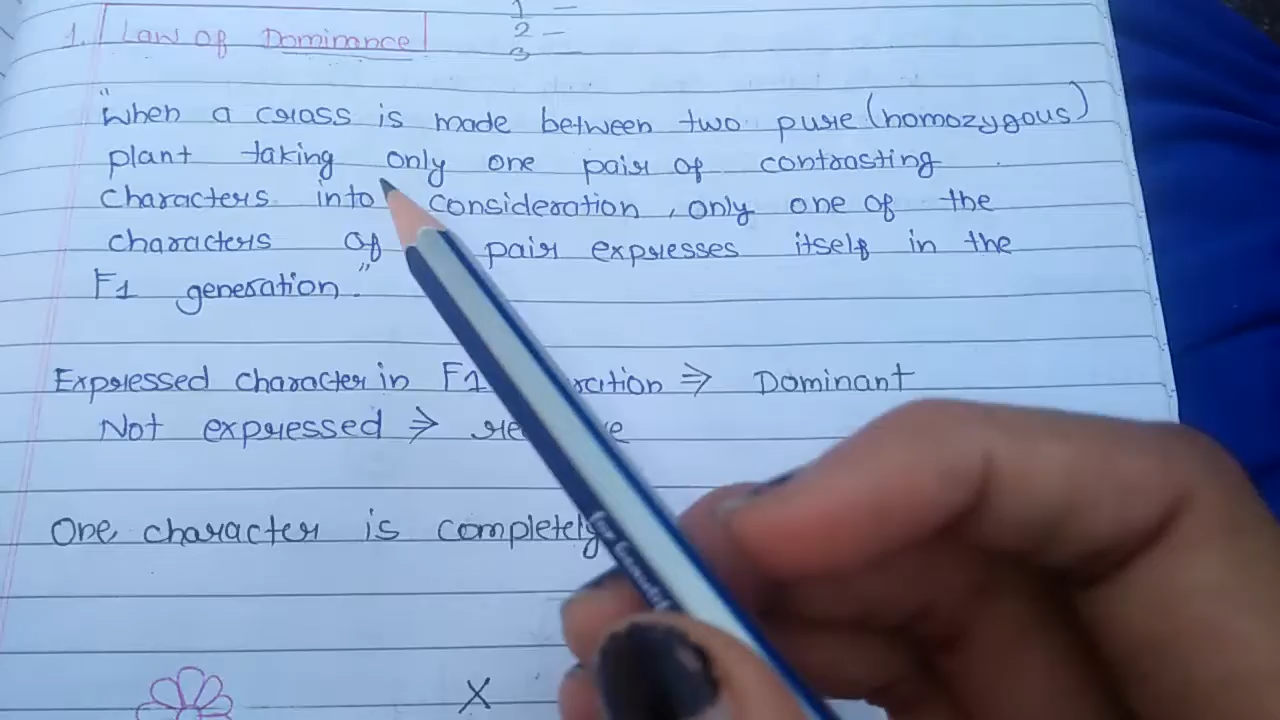 1. Law of Dominance
1 -
2 -
3 -
"When a cross is made between two pure (homozygous)
plant taking only one pair of contrasting
characters into consideration, only one of the
characters of pair expresses itself in the
F1 generation."
Expressed character in F1 ration ⇒ Dominant
Not expressed ⇒
One character is completely
X